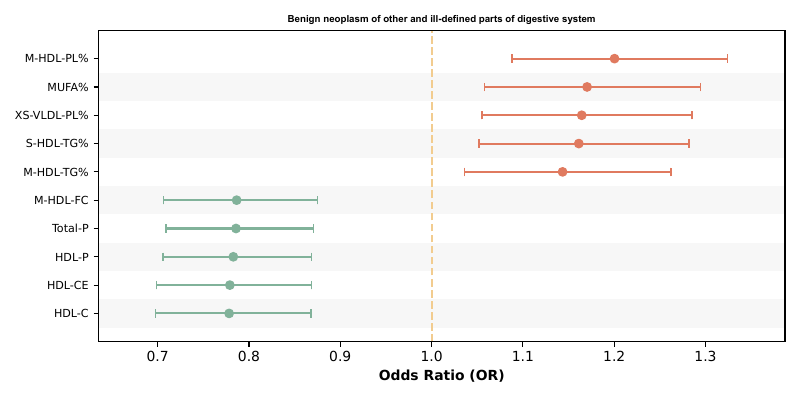 Benign neoplasm of other and ill-defined parts of digestive system
M-HDL-PL%
MUFA%
XS-VLDL-PL%
S-HDL-TG%
M-HDL-TG%
M-HDL-FC
Total-P
HDL-P
HDL-CE
HDL-C
0.7 0.8 0.9 1.0 1.1 1.2 1.3
Odds Ratio (OR)